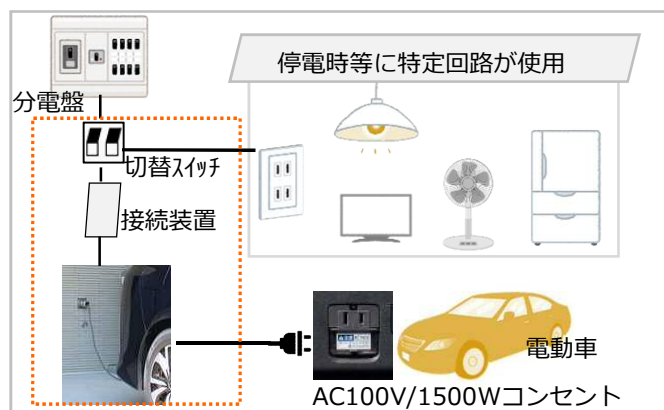 停電時等に特定回路が使用
分電盤
切替ｽｲｯﾁ
接続装置
電動車
AC100V/1500Wコンセント